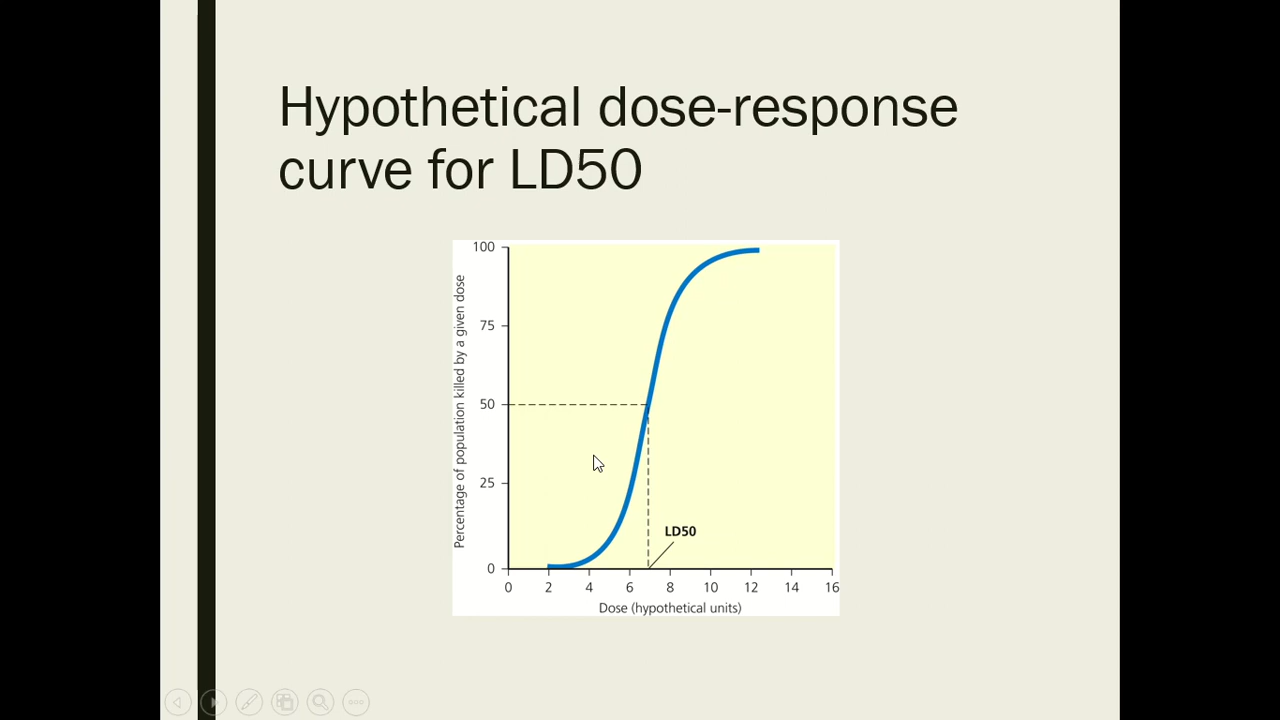 Hypothetical dose-response
curve for LD50
Percentage of population killed by a given dose
100
75
50
25
0
LD50
0 2 4 6 8 10 12 14 16
Dose (hypothetical units)